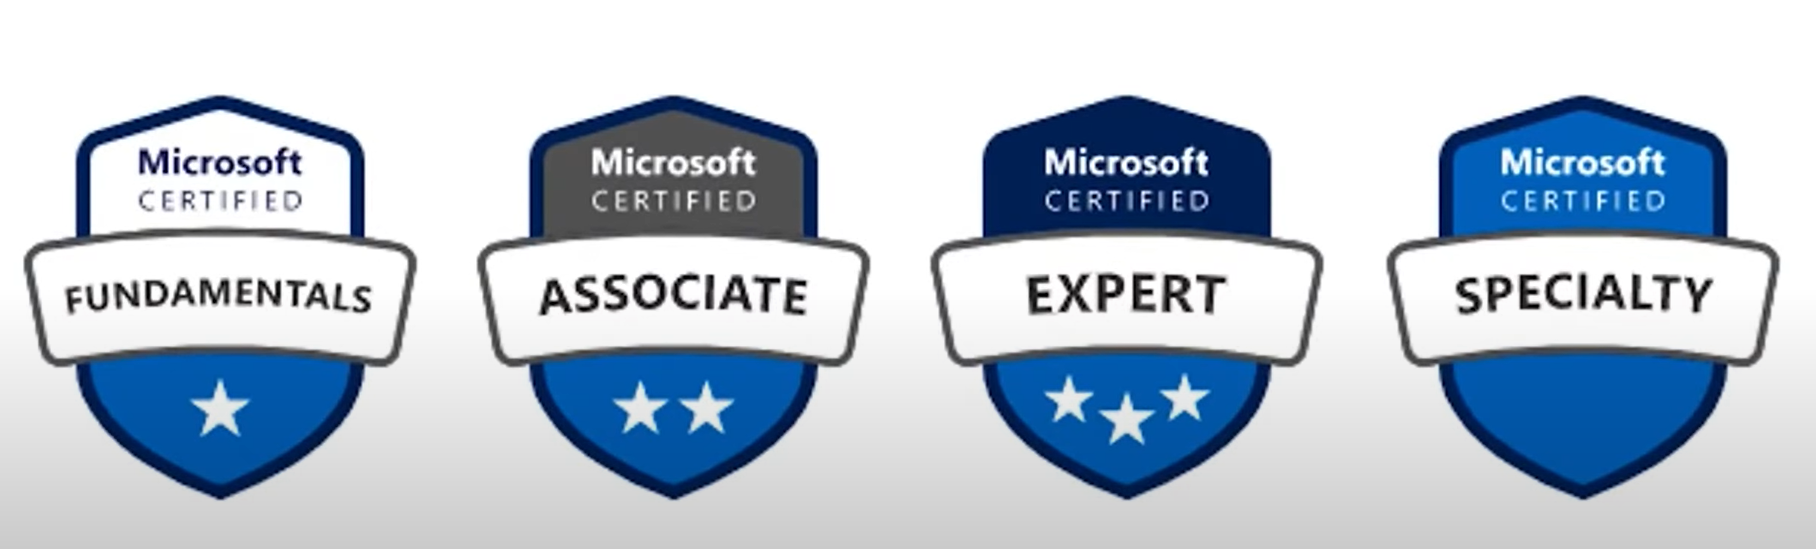 Microsoft
CERTIFIED
FUNDAMENTALS
Microsoft
CERTIFIED
ASSOCIATE
Microsoft
CERTIFIED
EXPERT
Microsoft
CERTIFIED
SPECIALTY